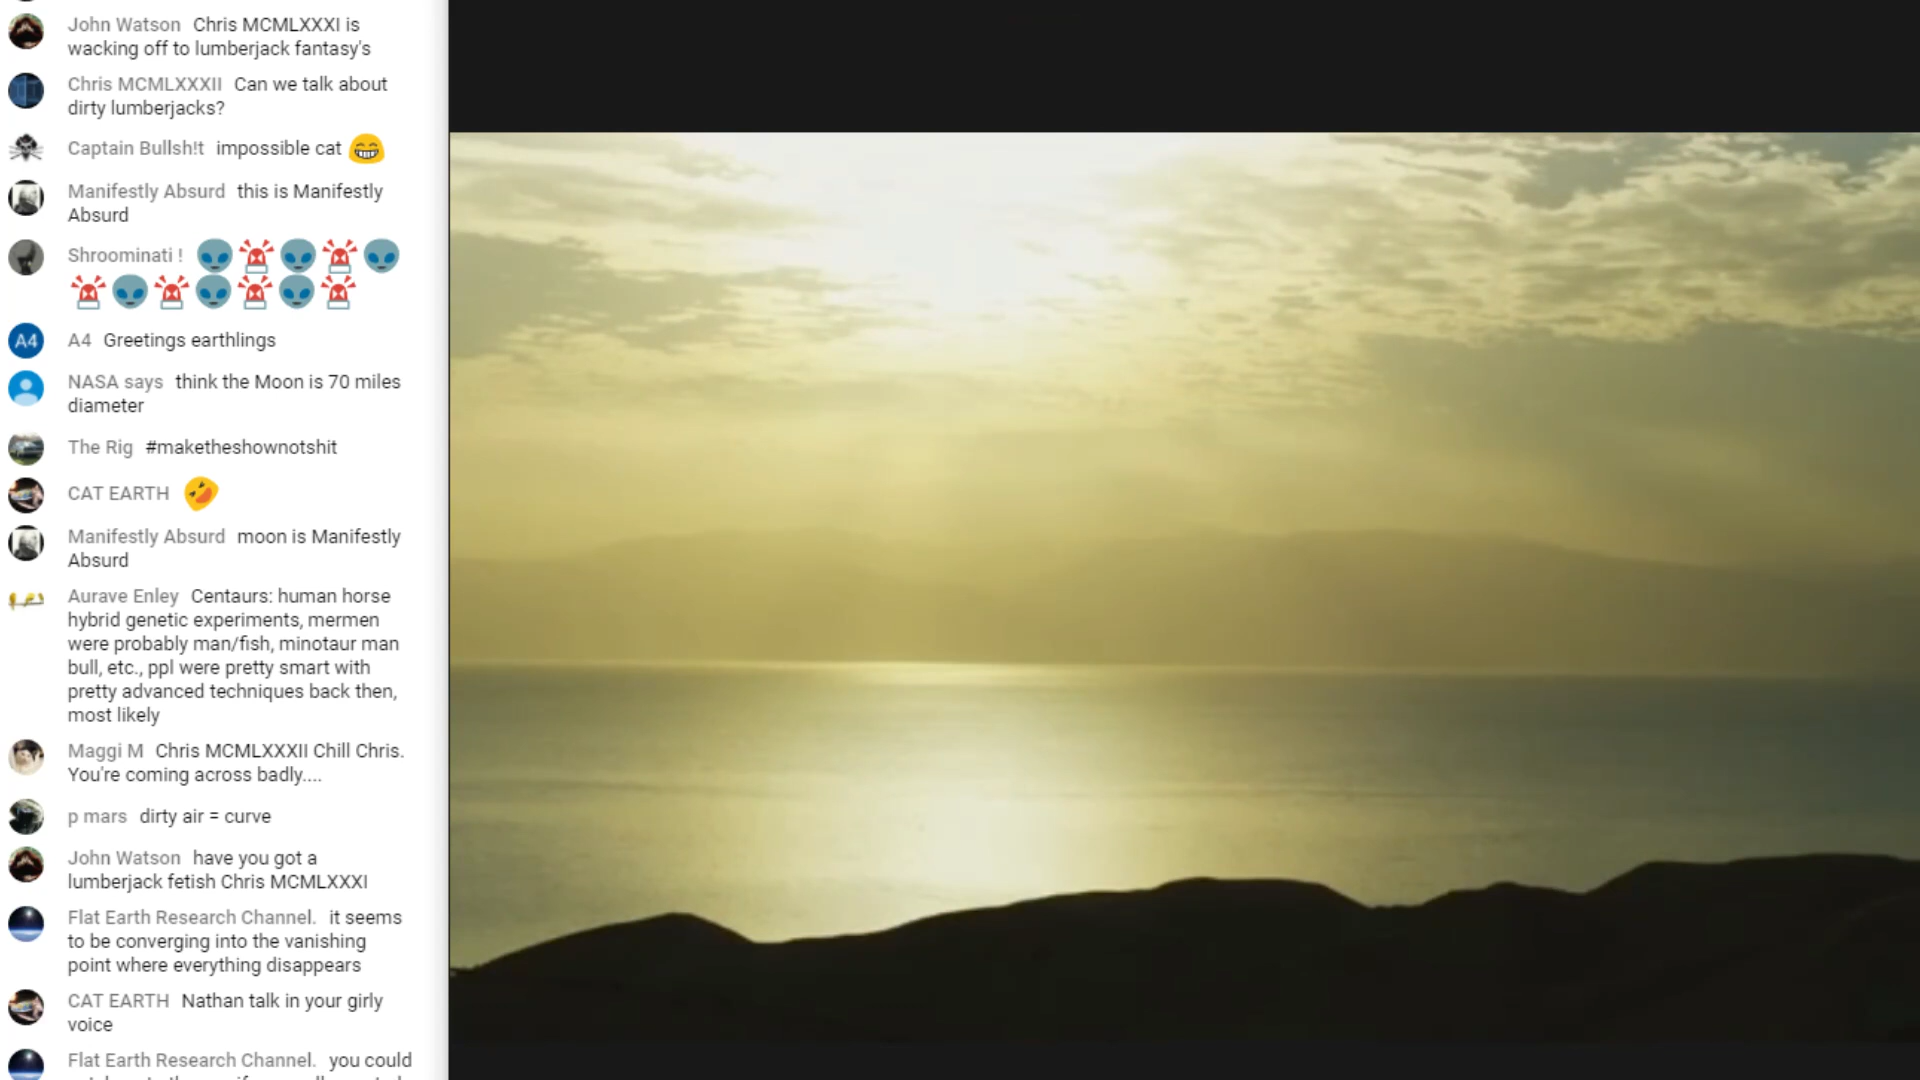 John Watson Chris MCMLXXXI is
wacking off to lumberjack fantasy's
Chris MCMLXXXII Can we talk about
dirty lumberjacks?
Captain Bullsh!t impossible cat 😁
Manifestly Absurd this is Manifestly
Absurd
Shroominati ! 👽🚨👽🚨👽
🚨👽🚨👽🚨👽🚨
A4 A4 Greetings earthlings
NASA says think the Moon is 70 miles
diameter
The Rig #maketheshownotshit
CAT EARTH 🤣
Manifestly Absurd moon is Manifestly
Absurd
Aurave Enley Centaurs: human horse
hybrid genetic experiments, mermen
were probably man/fish, minotaur man
bull, etc., ppl were pretty smart with
pretty advanced techniques back then,
most likely
Maggi M Chris MCMLXXXII Chill Chris.
You're coming across badly....
p mars dirty air = curve
John Watson have you got a
lumberjack fetish Chris MCMLXXXI
Flat Earth Research Channel. it seems
to be converging into the vanishing
point where everything disappears
CAT EARTH Nathan talk in your girly
voice
Flat Earth Research Channel. you could